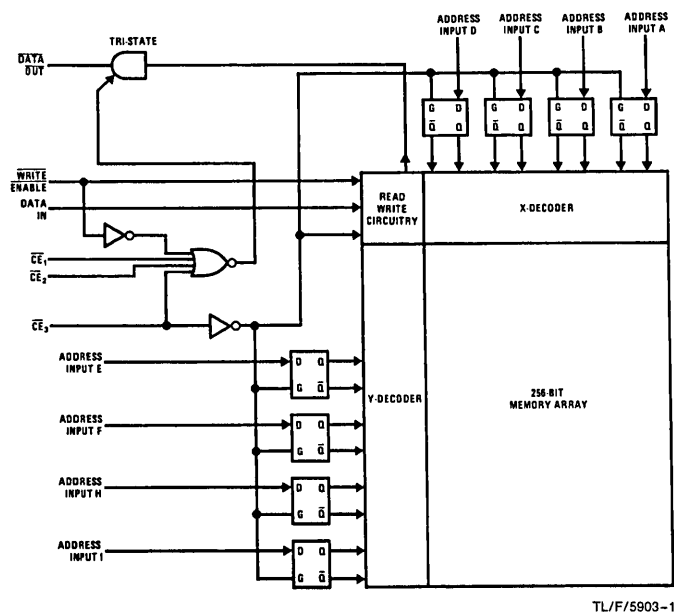 ADDRESS
INPUT D
ADDRESS
INPUT C
ADDRESS
INPUT B
ADDRESS
INPUT A
TRI-STATE
DATA
OUT
G D
Q̅ Q
G D
Q̅ Q
G D
Q̅ Q
G D
Q̅ Q
WRITE
ENABLE
DATA
IN
READ
WRITE
CIRCUITRY
X-DECODER
CE₁
CE₂
CE₃
ADDRESS
INPUT E
D Q
G Q̅
Y-DECODER
256-BIT
MEMORY ARRAY
ADDRESS
INPUT F
D Q
G Q̅
ADDRESS
INPUT H
D Q
G Q̅
ADDRESS
INPUT 1
D Q
G Q̅
TL/F/5903-1